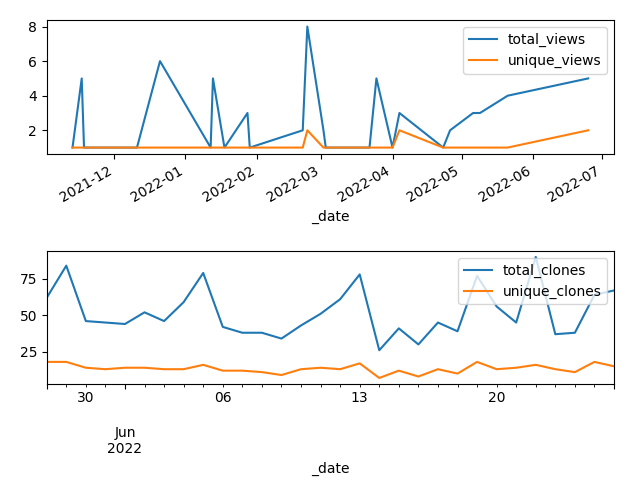 8
6
4
2
total_views
unique_views
2021-12
2022-01
2022-02
2022-03
2022-04
2022-05
2022-06
2022-07
_date
75
50
25
total_clones
unique_clones
30
06
13
20
Jun
2022
_date